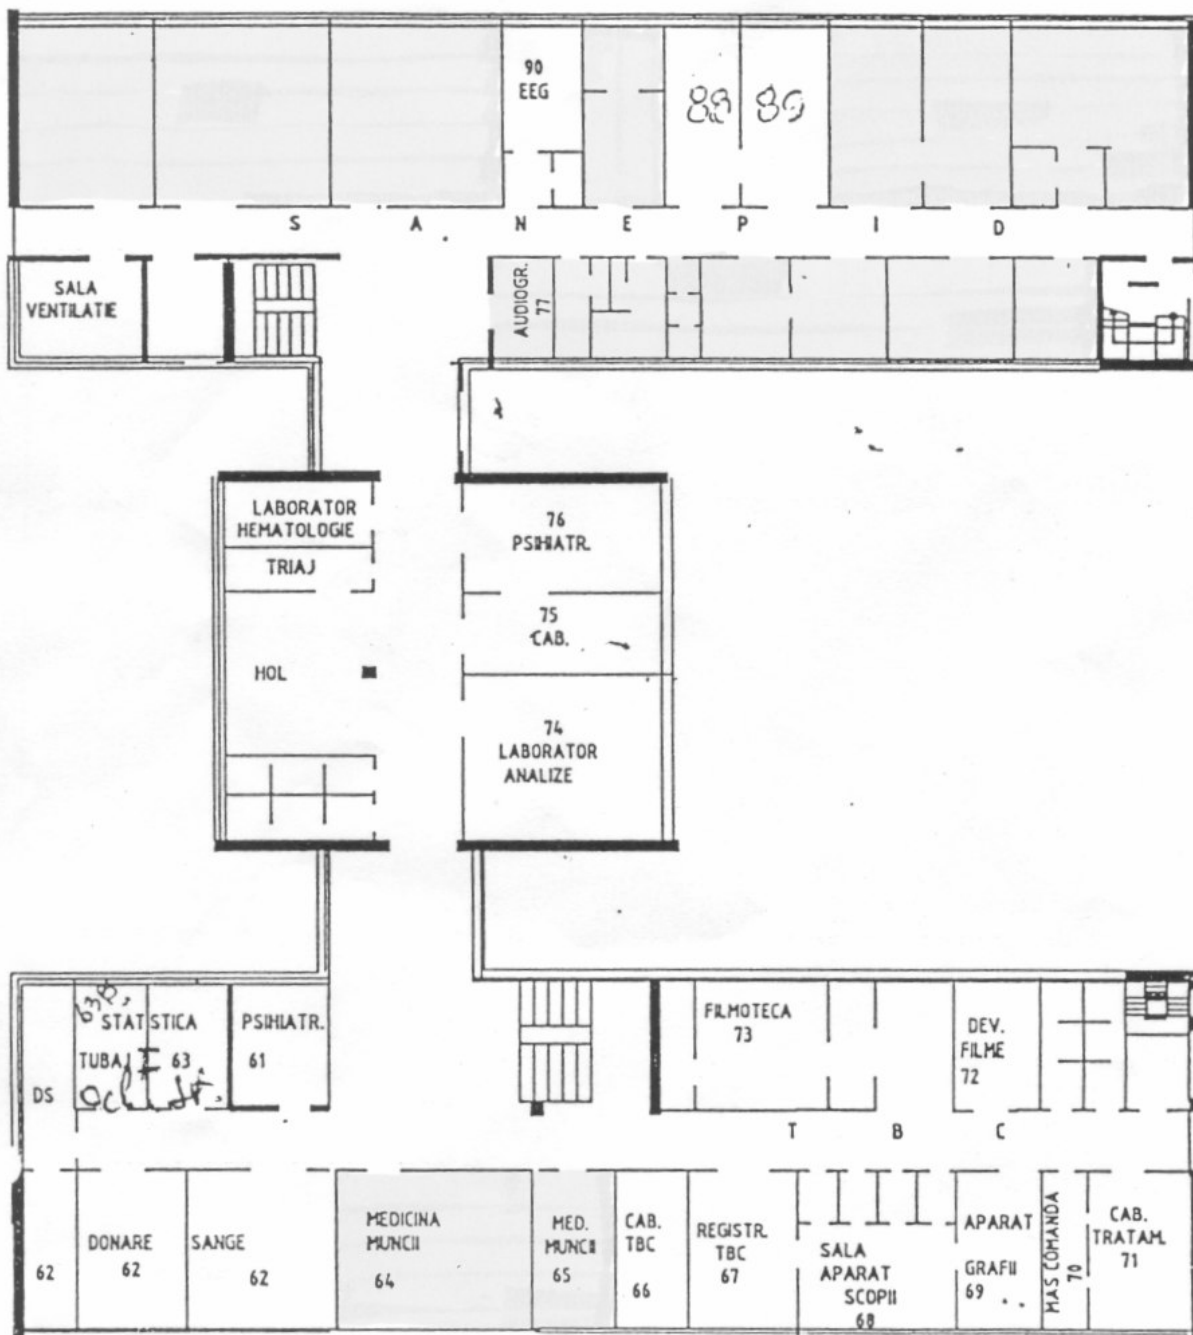 90
EEG
88 89
S A N E P I D
SALA
VENTILATIE
AUDIOGR.
77
LABORATOR
HEMATOLOGIE
TRIAJ
76
PSIHIATR.
75
CAB.
HOL
74
LABORATOR
ANALIZE
STATISTICA
TUBAJ 63
DS
PSIHIATR.
61
FILMOTECA
73
DEV.
FILME
72
T B C
62
DONARE
62
SANGE
62
MEDICINA
MUNCII
64
MED.
MUNCII
65
CAB.
TBC
66
REGISTR.
TBC
67
SALA
APARAT
SCOPII
68
APARAT
GRAFII
69
MAS COMANDA
70
CAB.
TRATAM.
71